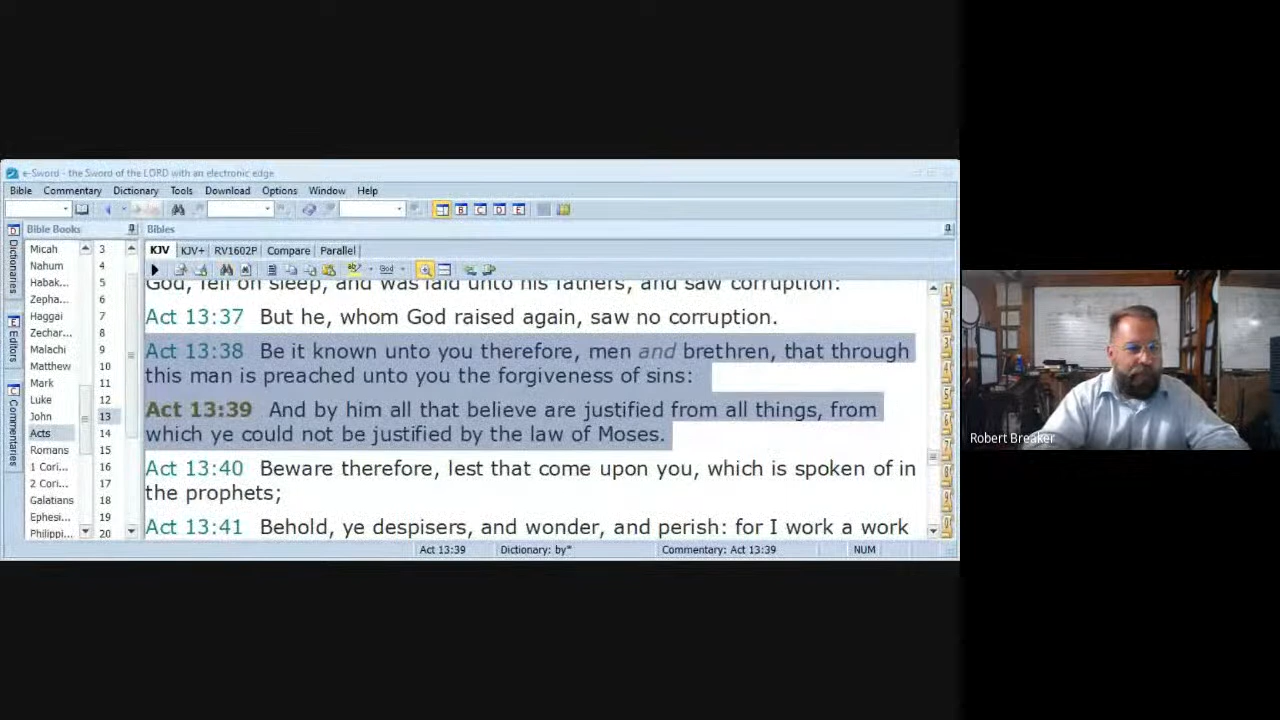 e-Sword - the Sword of the LORD with an electronic edge
Bible Commentary Dictionary Tools Download Options Window Help
B C D E
Bible Books
Bibles
Dictionaries
Editors
Commentaries
KJV KJV+ RV1602P Compare Parallel
Micah 3
Nahum 4
Habak... 5
Zepha... 6
Haggai 7
Zechar... 8
Malachi 9
Matthew 10
Mark 11
Luke 12
John 13
Acts 14
Romans 15
1 Cori... 16
2 Cori... 17
Galatians 18
Ephesi... 19
Philippi... 20
God
God, fell on sleep, and was laid unto his fathers, and saw corruption:
Act 13:37 But he, whom God raised again, saw no corruption.
Act 13:38 Be it known unto you therefore, men and brethren, that through
this man is preached unto you the forgiveness of sins:
Act 13:39 And by him all that believe are justified from all things, from
which ye could not be justified by the law of Moses.
Act 13:40 Beware therefore, lest that come upon you, which is spoken of in
the prophets;
Act 13:41 Behold, ye despisers, and wonder, and perish: for I work a work
Act 13:39 Dictionary: by* Commentary: Act 13:39 NUM
Robert Breaker